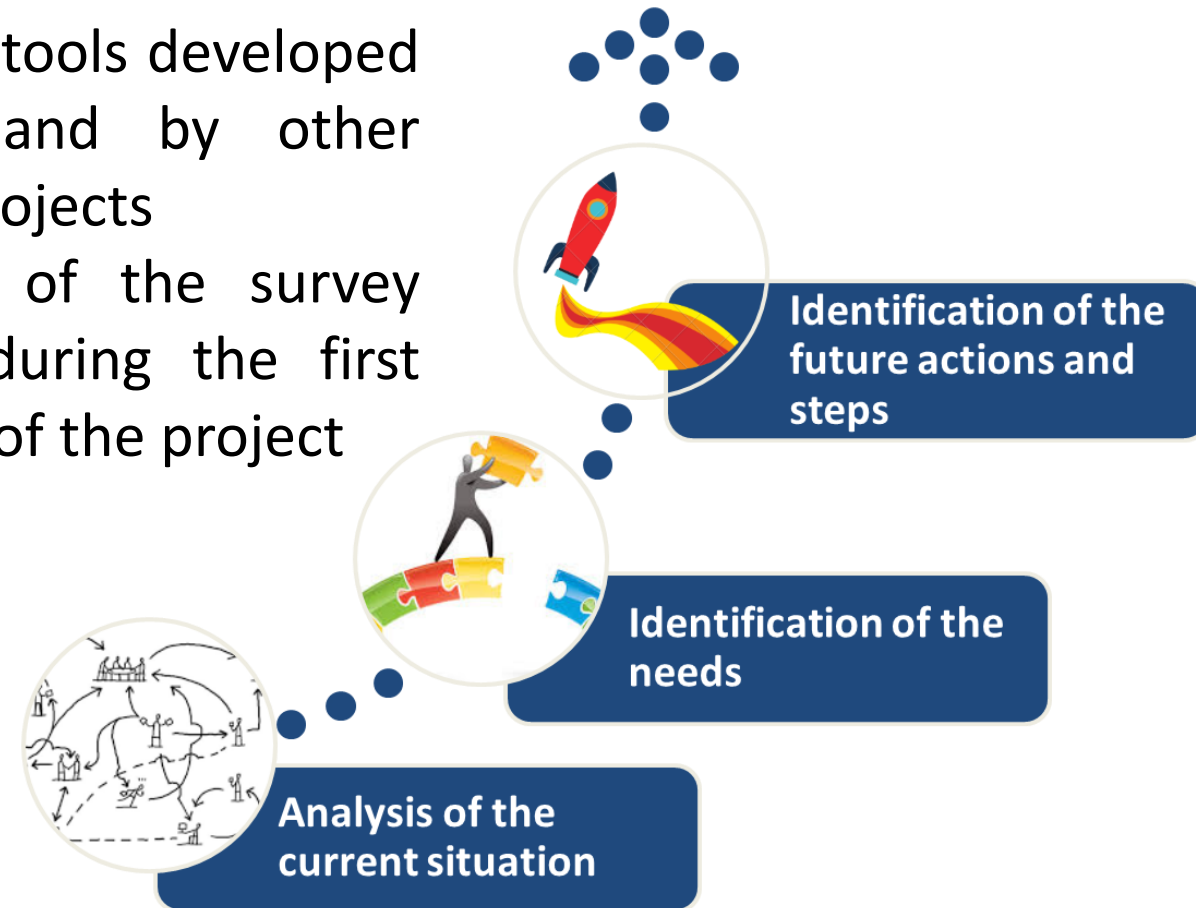 tools developed
and by other
ojects
of the survey
during the first
of the project
Identification of the
future actions and
steps
Identification of the
needs
Analysis of the
current situation